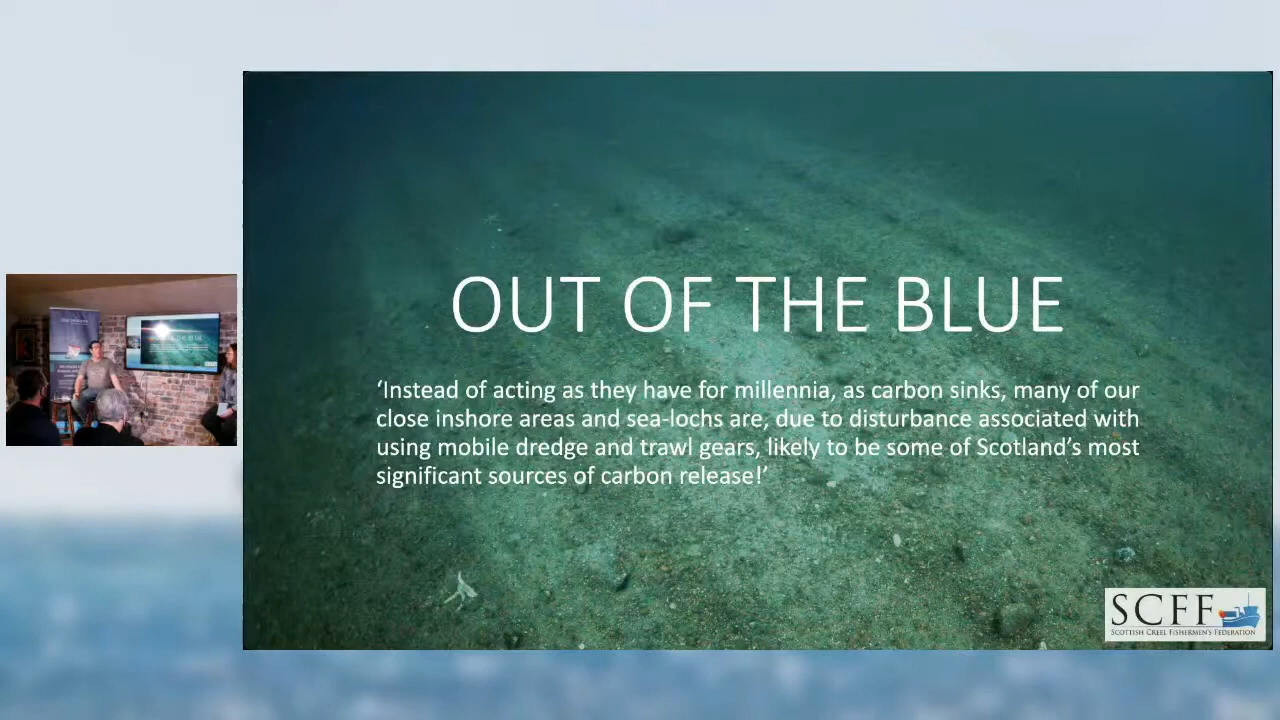 OUT OF THE BLUE
‘Instead of acting as they have for millennia, as carbon sinks, many of our
close inshore areas and sea-lochs are, due to disturbance associated with
using mobile dredge and trawl gears, likely to be some of Scotland’s most
significant sources of carbon release!’
SCFF
SCOTTISH CREEL FISHERMEN'S FEDERATION